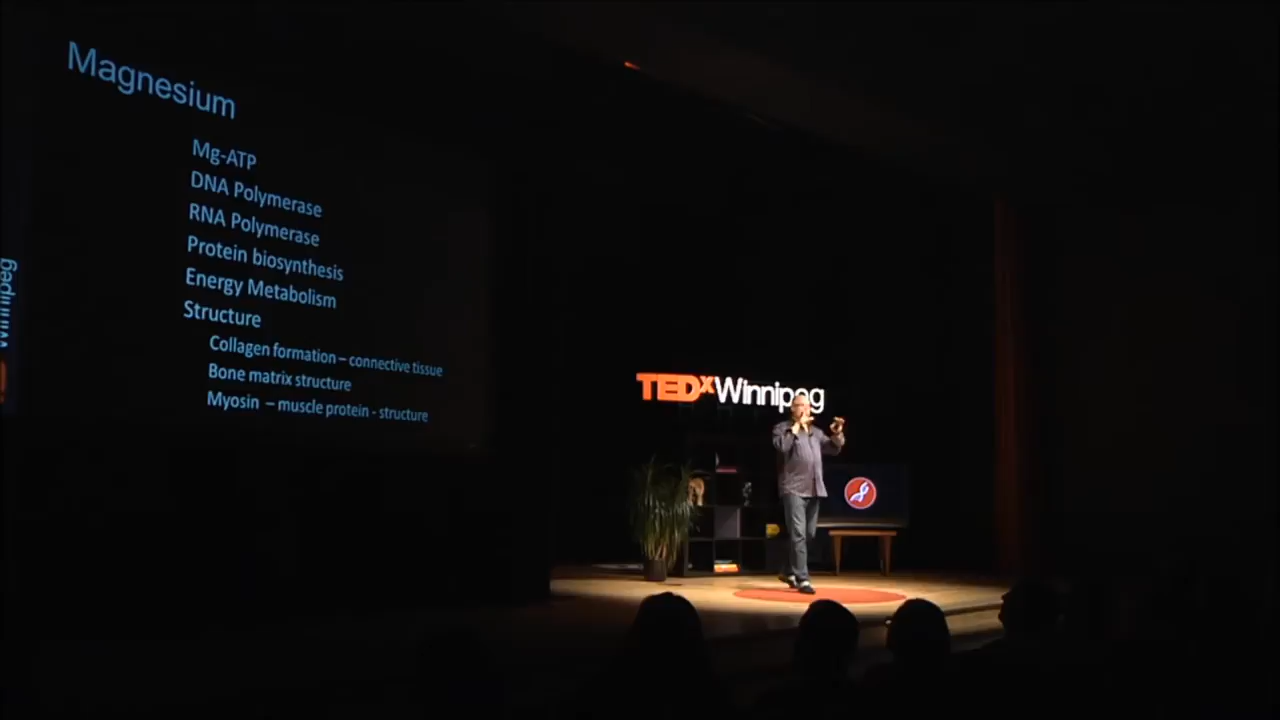 Magnesium
Mg-ATP
DNA Polymerase
RNA Polymerase
Protein biosynthesis
Energy Metabolism
Structure
Collagen formation – connective tissue
Bone matrix structure
Myosin – muscle protein - structure
Winnipeg
TEDxWinnipeg